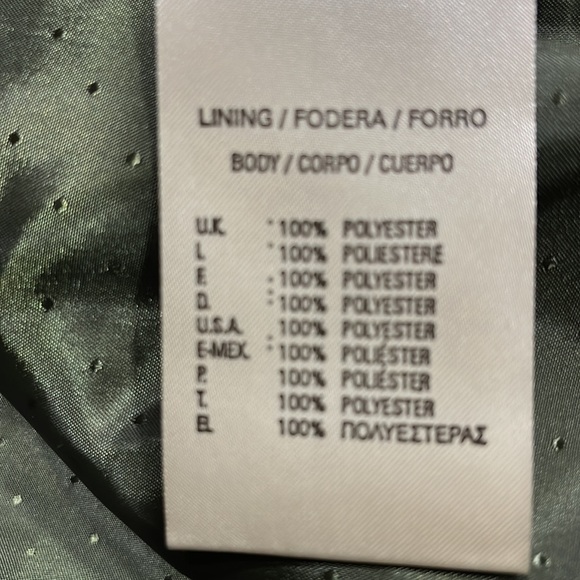 LINING / FODERA / FORRO
BODY / CORPO / CUERPO
U.K. : 100% POLYESTER
I. : 100% POLIESTERE
F. : 100% POLYESTER
D. : 100% POLYESTER
U.S.A. : 100% POLYESTER
E-MEX. : 100% POLIÉSTER
P. 100% POLIÉSTER
T. 100% POLYESTER
EL 100% ΠΟΛΥΕΣΤΕΡΑΣ